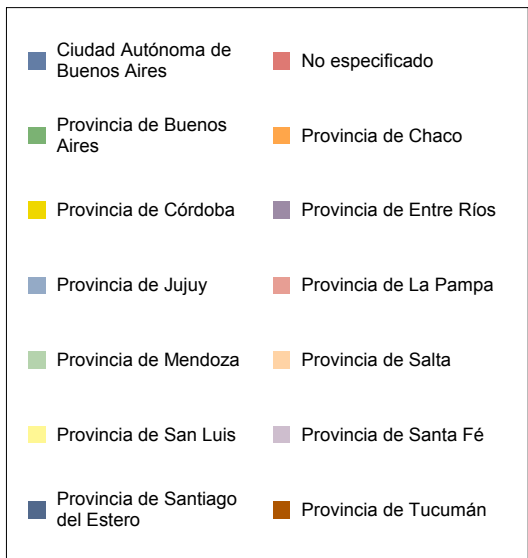 Ciudad Autónoma de
Buenos Aires
No especificado
Provincia de Buenos
Aires
Provincia de Chaco
Provincia de Córdoba
Provincia de Entre Ríos
Provincia de Jujuy
Provincia de La Pampa
Provincia de Mendoza
Provincia de Salta
Provincia de San Luis
Provincia de Santa Fé
Provincia de Santiago
del Estero
Provincia de Tucumán